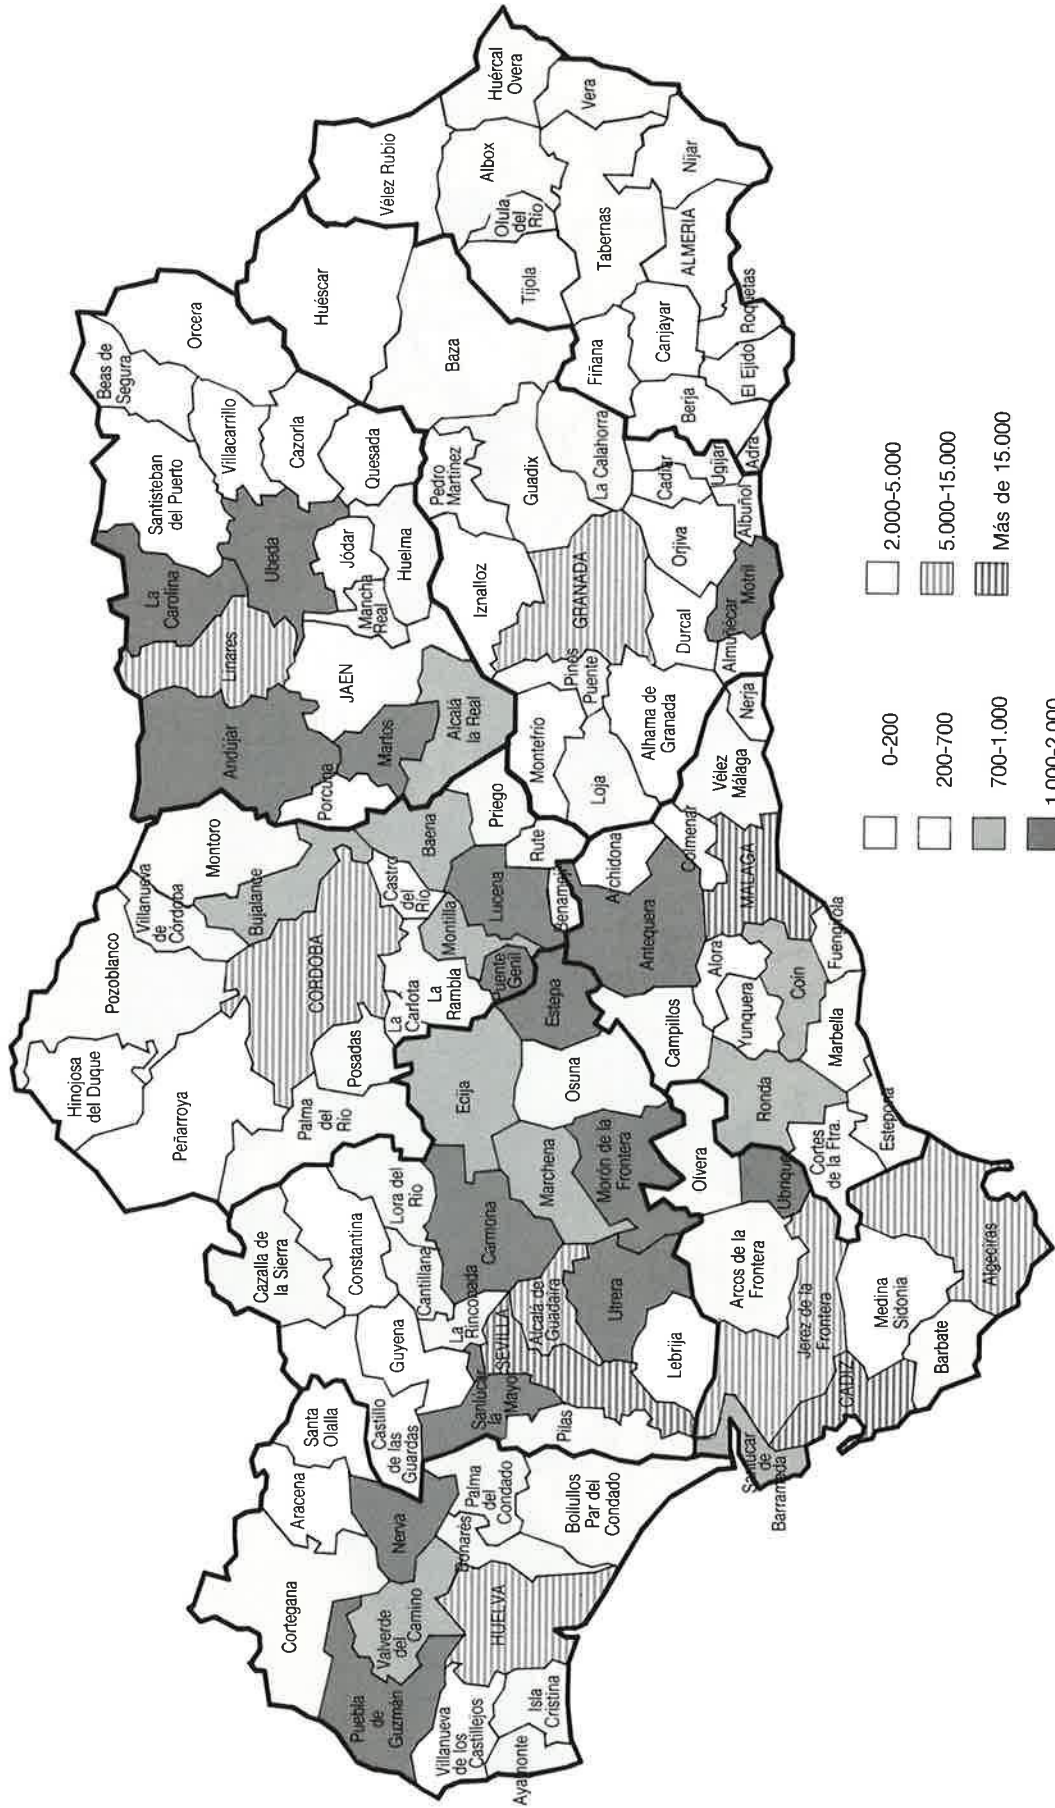 Hinojosa
del Duque
Pozoblanco
Peñarroya
Villanueva
de
Córdoba
Montoro
Bujalance
CORDOBA
Posadas
Palma
del
Río
La
Carlota
La
Rambla
Castro
del
Río
Baena
Montilla
Puente
Genil
Lucena
Priego
Rute
Benamejí
Andújar
La
Carolina
Linares
Santisteban
del Puerto
Beas de
Segura
Orcera
Villacarrillo
Ubeda
Cazorla
Quesada
Jódar
Mancha
Real
Huelma
JAEN
Porcuna
Martos
Alcalá
la Real
Huéscar
Baza
Pedro
Martínez
Guadix
La Calahorra
Iznalloz
GRANADA
Montefrío
Pinos
Puente
Loja
Alhama de
Granada
Durcal
Orjiva
Cadiar
Ugíjar
Albuñol
Motril
Almuñécar
Vélez Rubio
Huércal
Overa
Albox
Olula
del
Río
Tíjola
Vera
Tabernas
Níjar
ALMERIA
Fiñana
Canjayar
Berja
El Ejido
Roquetas
Adra
Cazalla de
la Sierra
Constantina
Lora del
Río
Guyena
Cantillana
La
Rinconada
Castillo
de las
Guardas
Sanlúcar
la
Mayor
SEVILLA
Alcalá de
Guadaira
Carmona
Ecija
Marchena
Estepa
Osuna
Morón de la
Frontera
Utrera
Lebrija
Pilas
Cortegana
Aracena
Santa
Olalla
Puebla
de
Guzmán
Valverde
del
Camino
Nerva
Villanueva
de los
Castillejos
Ayamonte
Isla
Cristina
HUELVA
Bonares
Palma
del
Condado
Bollullos
Par del
Condado
Sanlúcar
de
Barrameda
Jerez de la
Frontera
Arcos de la
Frontera
Olivera
Ubrique
CADIZ
Medina
Sidonia
Barbate
Algeciras
Campillos
Antequera
Archidona
Colmenar
Vélez
Málaga
Nerja
MALAGA
Alora
Yunquera
Coín
Fuengirola
Marbella
Ronda
Cortes
de la Ftra.
Estepona
0-200
200-700
700-1.000
1.000-2.000
2.000-5.000
5.000-15.000
Más de 15.000